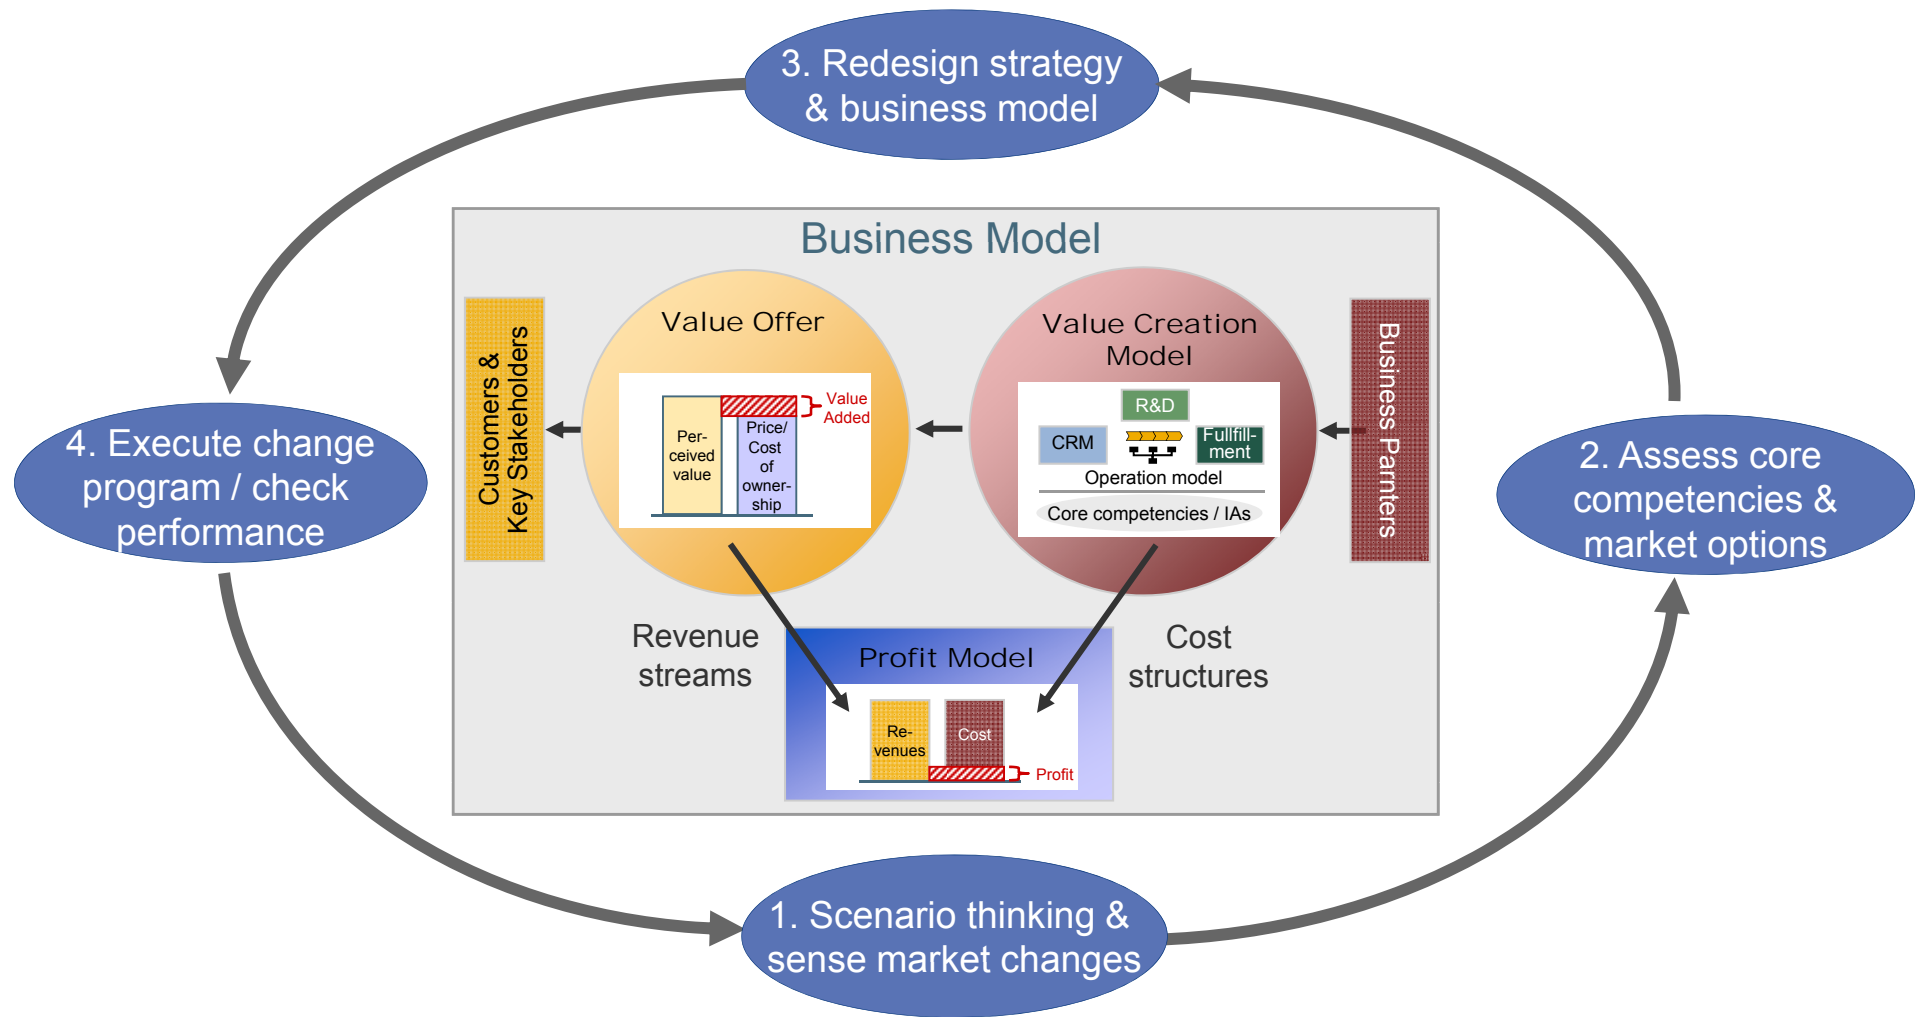 3. Redesign strategy
& business model
Business Model
Customers &
Key Stakeholders
Value Offer
Per-
ceived
value
Price/
Cost
of
owner-
ship
Value
Added
Value Creation
Model
R&D
CRM
Fullfill-
ment
Operation model
Core competencies / IAs
Business Parnters
4. Execute change
program / check
performance
2. Assess core
competencies &
market options
Revenue
streams
Profit Model
Re-
venues
Cost
Profit
Cost
structures
1. Scenario thinking &
sense market changes